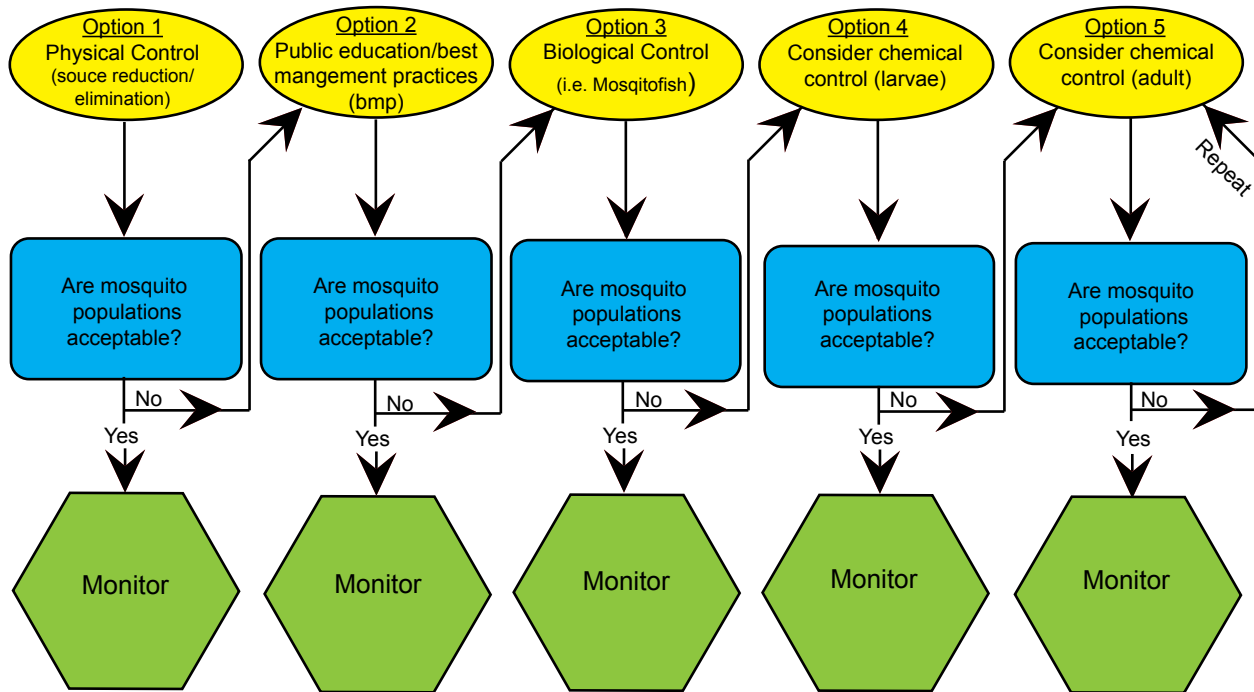 Option 1
Physical Control
(souce reduction/
elimination)
Option 2
Public education/best
mangement practices
(bmp)
Option 3
Biological Control
(i.e. Mosqitofish)
Option 4
Consider chemical
control (larvae)
Option 5
Consider chemical
control (adult)
Repeat
Are mosquito
populations
acceptable?
Are mosquito
populations
acceptable?
Are mosquito
populations
acceptable?
Are mosquito
populations
acceptable?
Are mosquito
populations
acceptable?
No
No
No
No
No
Yes
Yes
Yes
Yes
Yes
Monitor
Monitor
Monitor
Monitor
Monitor